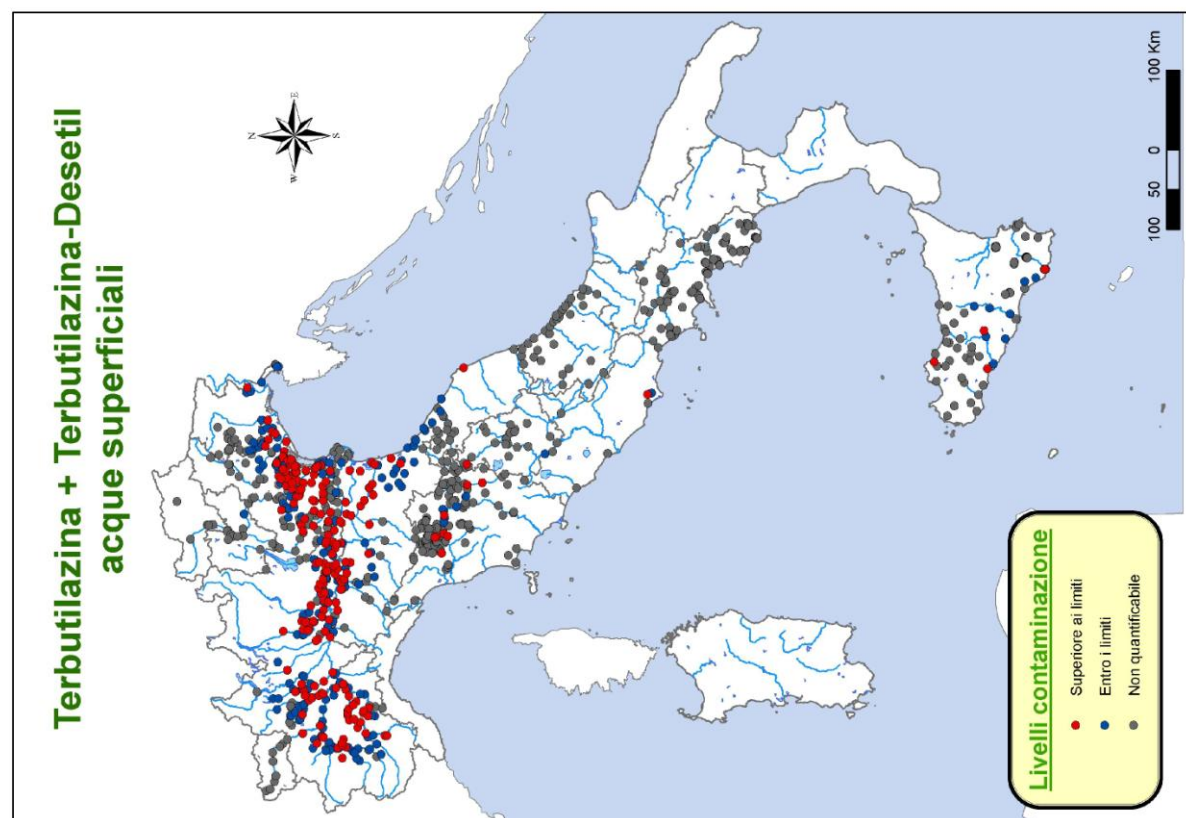 Terbutilazina + Terbutilazina-Desetil
acque superficiali
N
W
E
S
Livelli contaminazione
Superiore ai limiti
Entro i limiti
Non quantificabile
100 50 0 100 Km